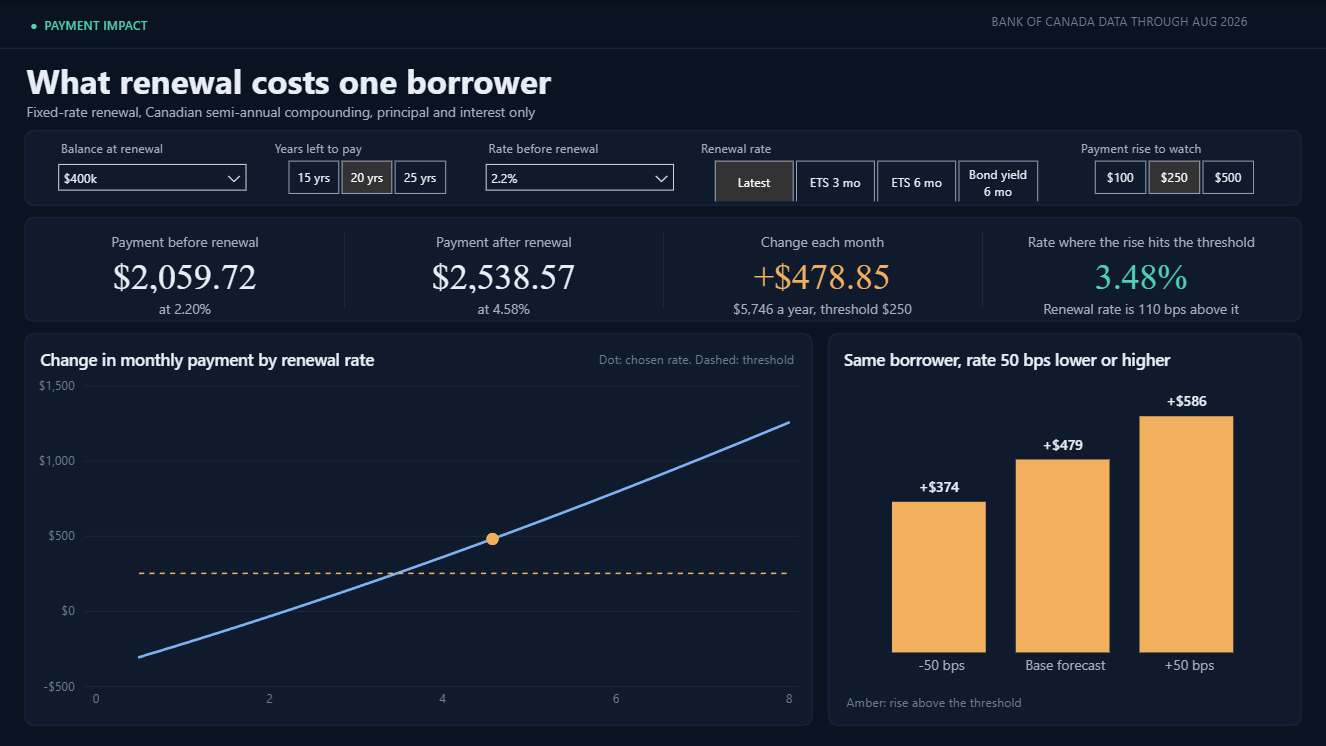 PAYMENT IMPACT
BANK OF CANADA DATA THROUGH AUG 2026
What renewal costs one borrower
Fixed-rate renewal, Canadian semi-annual compounding, principal and interest only
Balance at renewal
$400k
Years left to pay
15 yrs
20 yrs
25 yrs
Rate before renewal
2.2%
Renewal rate
Latest
ETS 3 mo
ETS 6 mo
Bond yield
6 mo
Payment rise to watch
$100
$250
$500
Payment before renewal
$2,059.72
at 2.20%
Payment after renewal
$2,538.57
at 4.58%
Change each month
+$478.85
$5,746 a year, threshold $250
Rate where the rise hits the threshold
3.48%
Renewal rate is 110 bps above it
Change in monthly payment by renewal rate
Dot: chosen rate. Dashed: threshold
$1,500
$1,000
$500
$0
-$500
0
2
4
6
8
Same borrower, rate 50 bps lower or higher
+$374
+$479
+$586
-50 bps
Base forecast
+50 bps
Amber: rise above the threshold